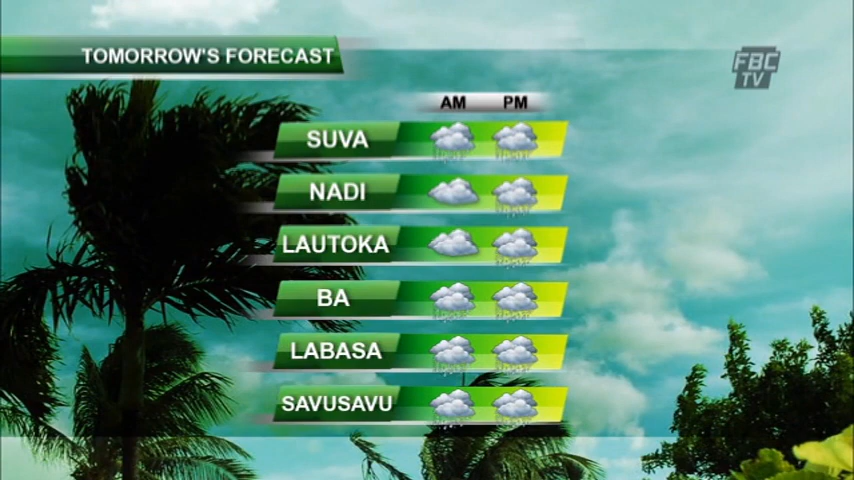 TOMORROW'S FORECAST
FBC
TV
AM PM
SUVA
NADI
LAUTOKA
BA
LABASA
SAVUSAVU